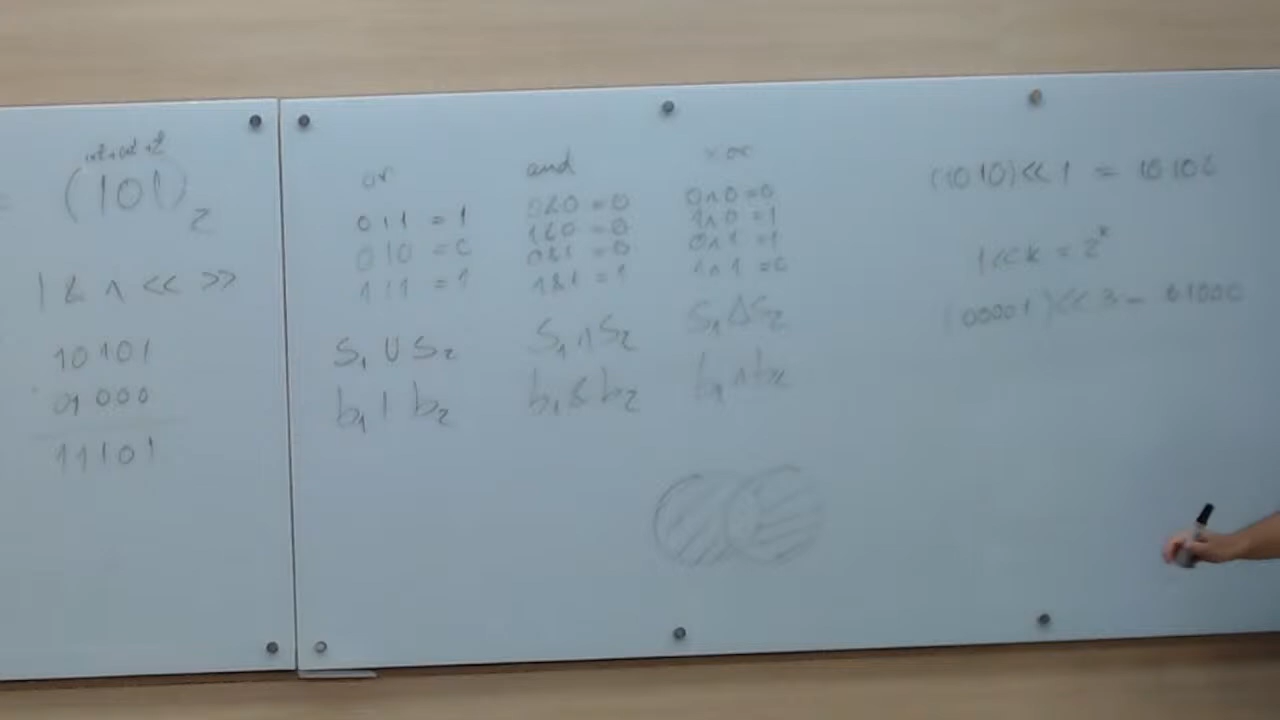 = (101)₂
| & ^ << >>
10101
01000
11101
or
0 | 1 = 1
0 | 0 = 0
1 | 1 = 1
S₁ ∪ S₂
b₁ | b₂
and
0 & 0 = 0
1 & 0 = 0
0 & 1 = 0
1 & 1 = 1
S₁ ∩ S₂
b₁ & b₂
xor
0 ^ 0 = 0
1 ^ 0 = 1
0 ^ 1 = 1
1 ^ 1 = 0
S₁ Δ S₂
b₁ ^ b₂
(1010) << 1 = 10100
1 << k = 2ᵏ
(00001) << 3 = 01000